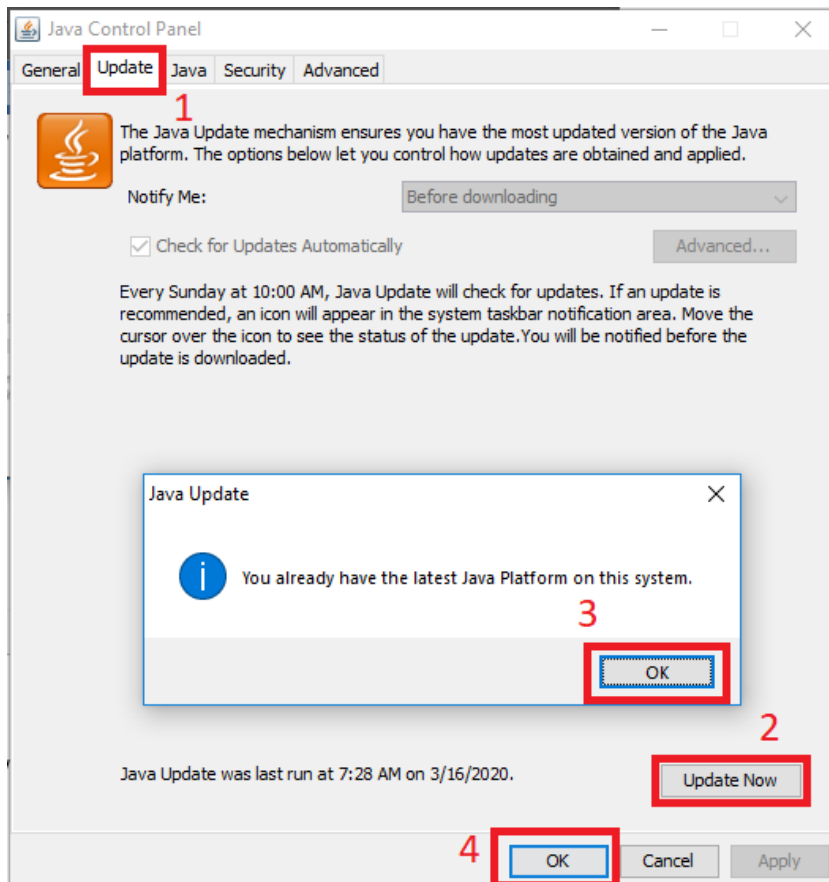 Java Control Panel
General Update Java Security Advanced
1
The Java Update mechanism ensures you have the most updated version of the Java
platform. The options below let you control how updates are obtained and applied.
Notify Me: Before downloading
Check for Updates Automatically Advanced...
Every Sunday at 10:00 AM, Java Update will check for updates. If an update is
recommended, an icon will appear in the system taskbar notification area. Move the
cursor over the icon to see the status of the update.You will be notified before the
update is downloaded.
Java Update
You already have the latest Java Platform on this system.
3
OK
2
Java Update was last run at 7:28 AM on 3/16/2020. Update Now
4 OK Cancel Apply